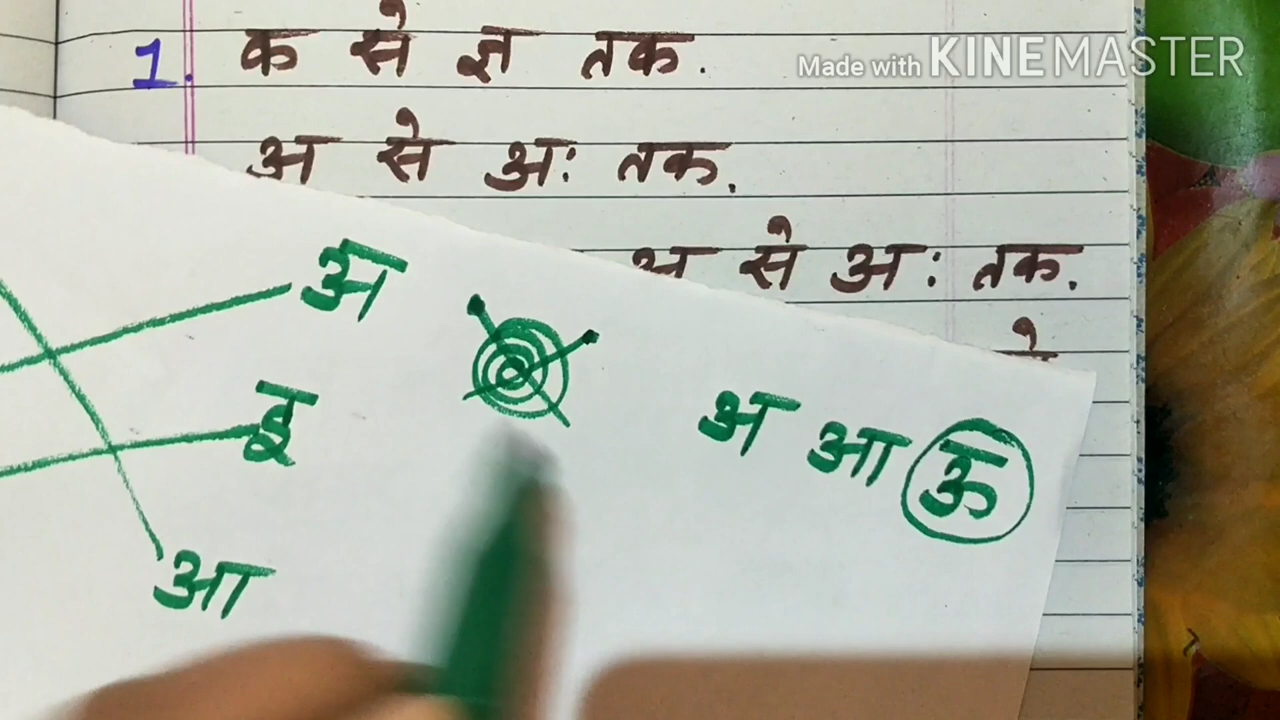 Made with KINEMASTER
1. क से ज्ञ तक.
अ से अः तक.
अ से अः तक.
अ
इ
आ
अ आ ऊ